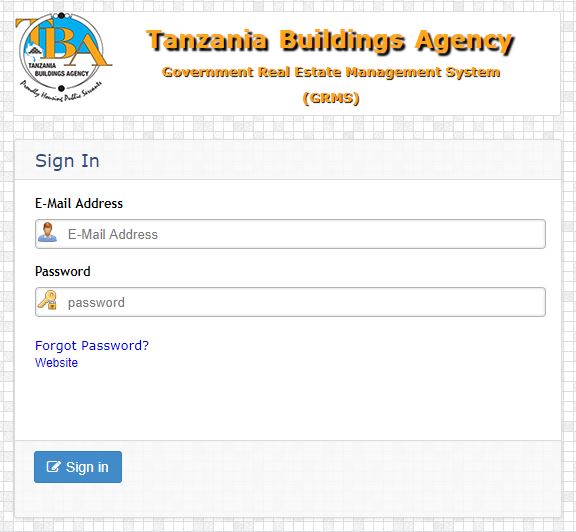 TBA
TANZANIA
BUILDINGS AGENCY
Proudly Housing Public Servants
Tanzania Buildings Agency
Government Real Estate Management System
(GRMS)
Sign In
E-Mail Address
E-Mail Address
Password
password
Forgot Password?
Website
Sign in